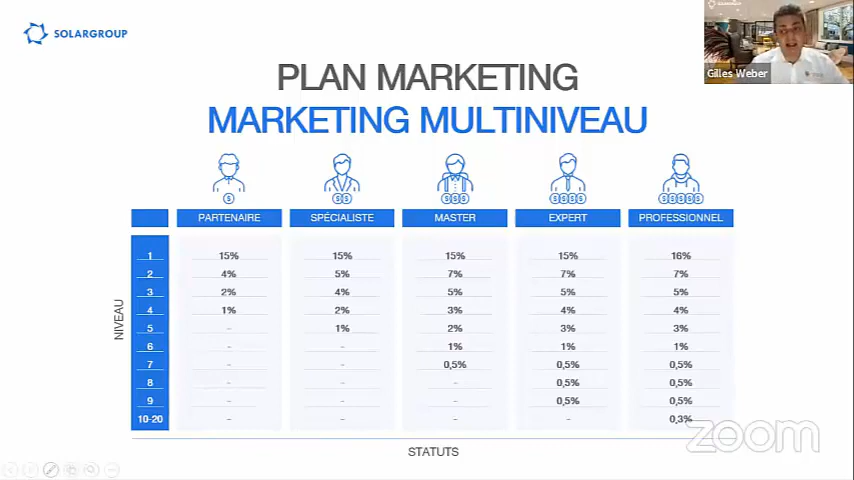 SOLARGROUP
Gilles Weber
PLAN MARKETING
MARKETING MULTINIVEAU
PARTENAIRE SPÉCIALISTE MASTER EXPERT PROFESSIONNEL
1 15% 15% 15% 15% 16%
2 4% 5% 7% 7% 7%
3 2% 4% 5% 5% 5%
4 1% 2% 3% 4% 4%
5 - 1% 2% 3% 3%
6 - - 1% 1% 1%
7 - - 0,5% 0,5% 0,5%
8 - - - 0,5% 0,5%
9 - - - 0,5% 0,5%
10-20 - - - - 0,3%
NIVEAU
STATUTS
zoom